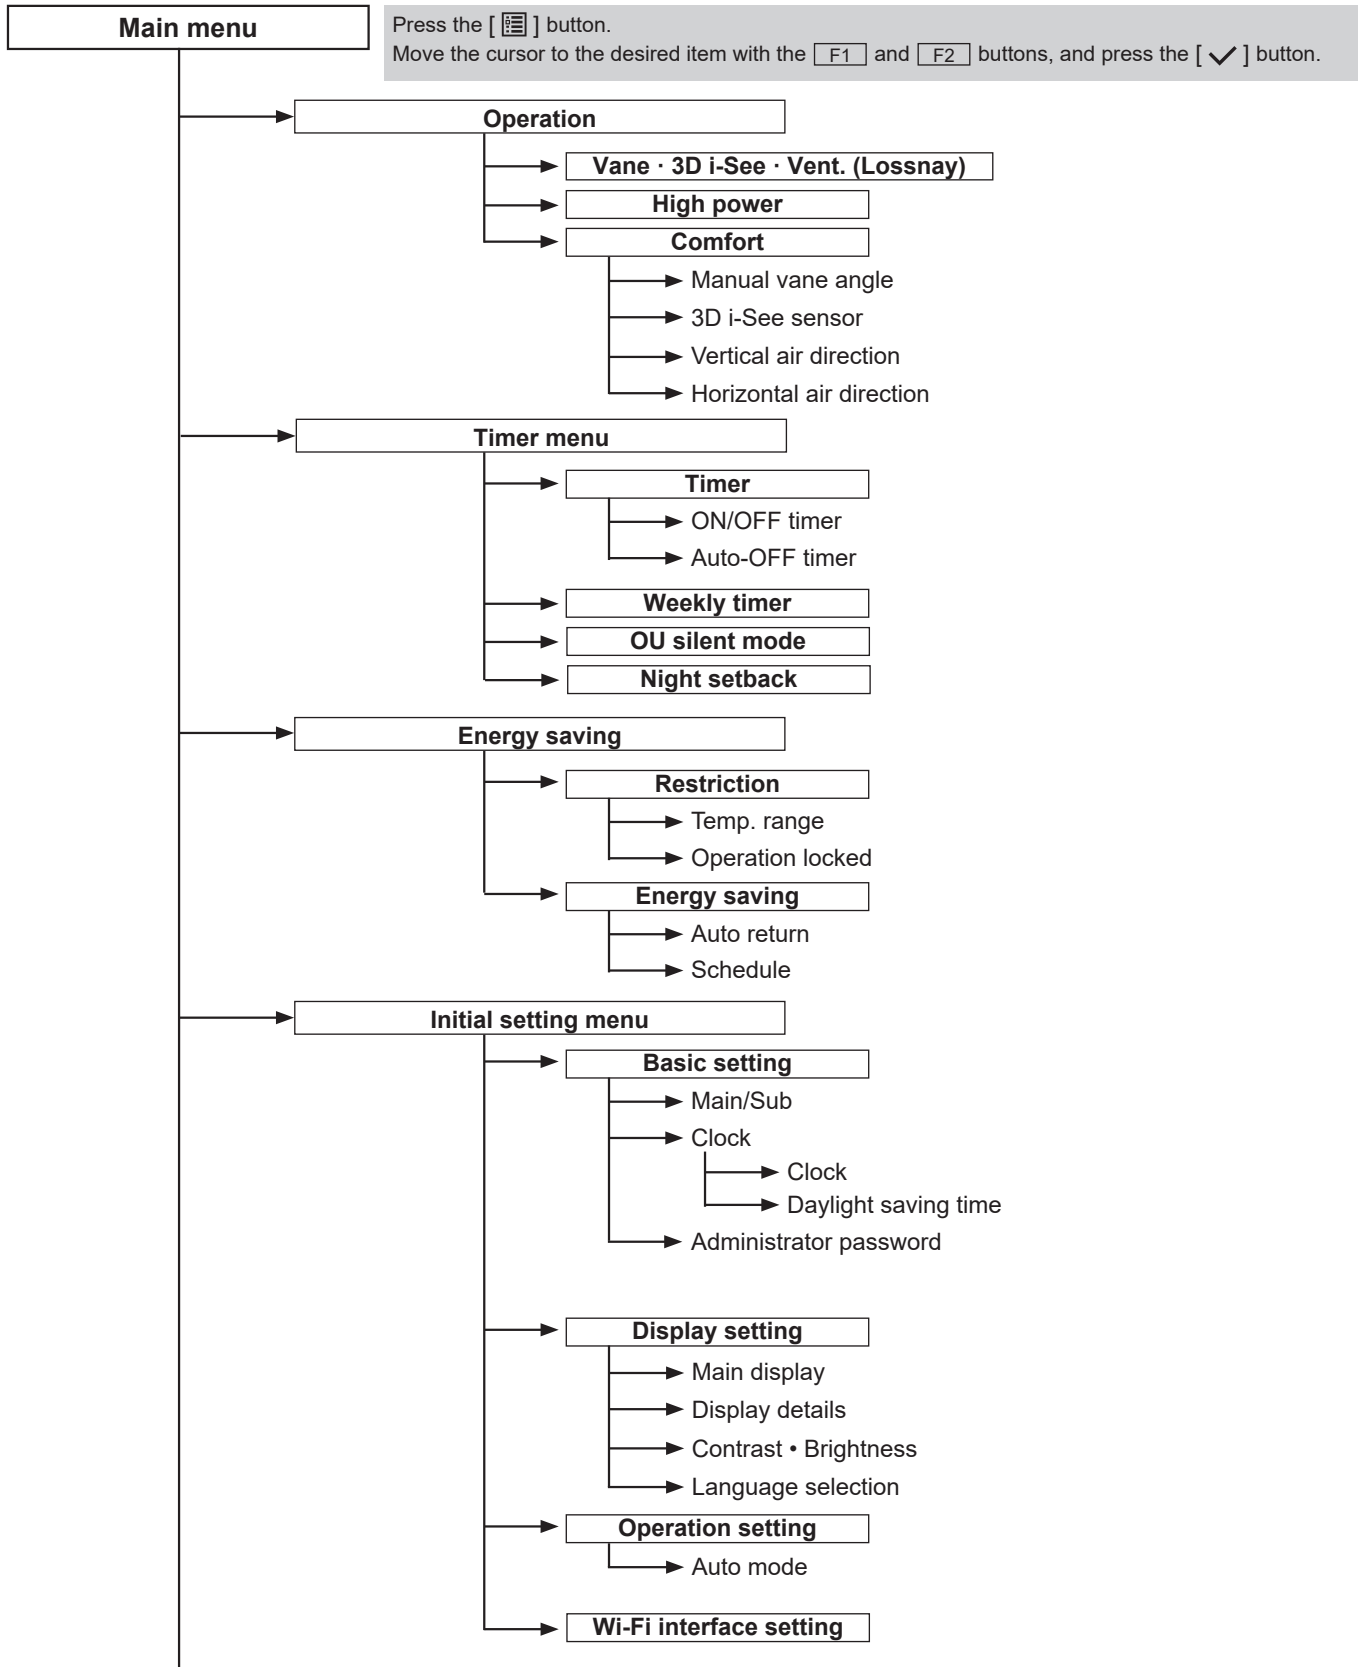 Main menu
Press the [ ] button.
Move the cursor to the desired item with the F1 and F2 buttons, and press the [ ✓ ] button.
Operation
Vane · 3D i-See · Vent. (Lossnay)
High power
Comfort
Manual vane angle
3D i-See sensor
Vertical air direction
Horizontal air direction
Timer menu
Timer
ON/OFF timer
Auto-OFF timer
Weekly timer
OU silent mode
Night setback
Energy saving
Restriction
Temp. range
Operation locked
Energy saving
Auto return
Schedule
Initial setting menu
Basic setting
Main/Sub
Clock
Clock
Daylight saving time
Administrator password
Display setting
Main display
Display details
Contrast • Brightness
Language selection
Operation setting
Auto mode
Wi-Fi interface setting